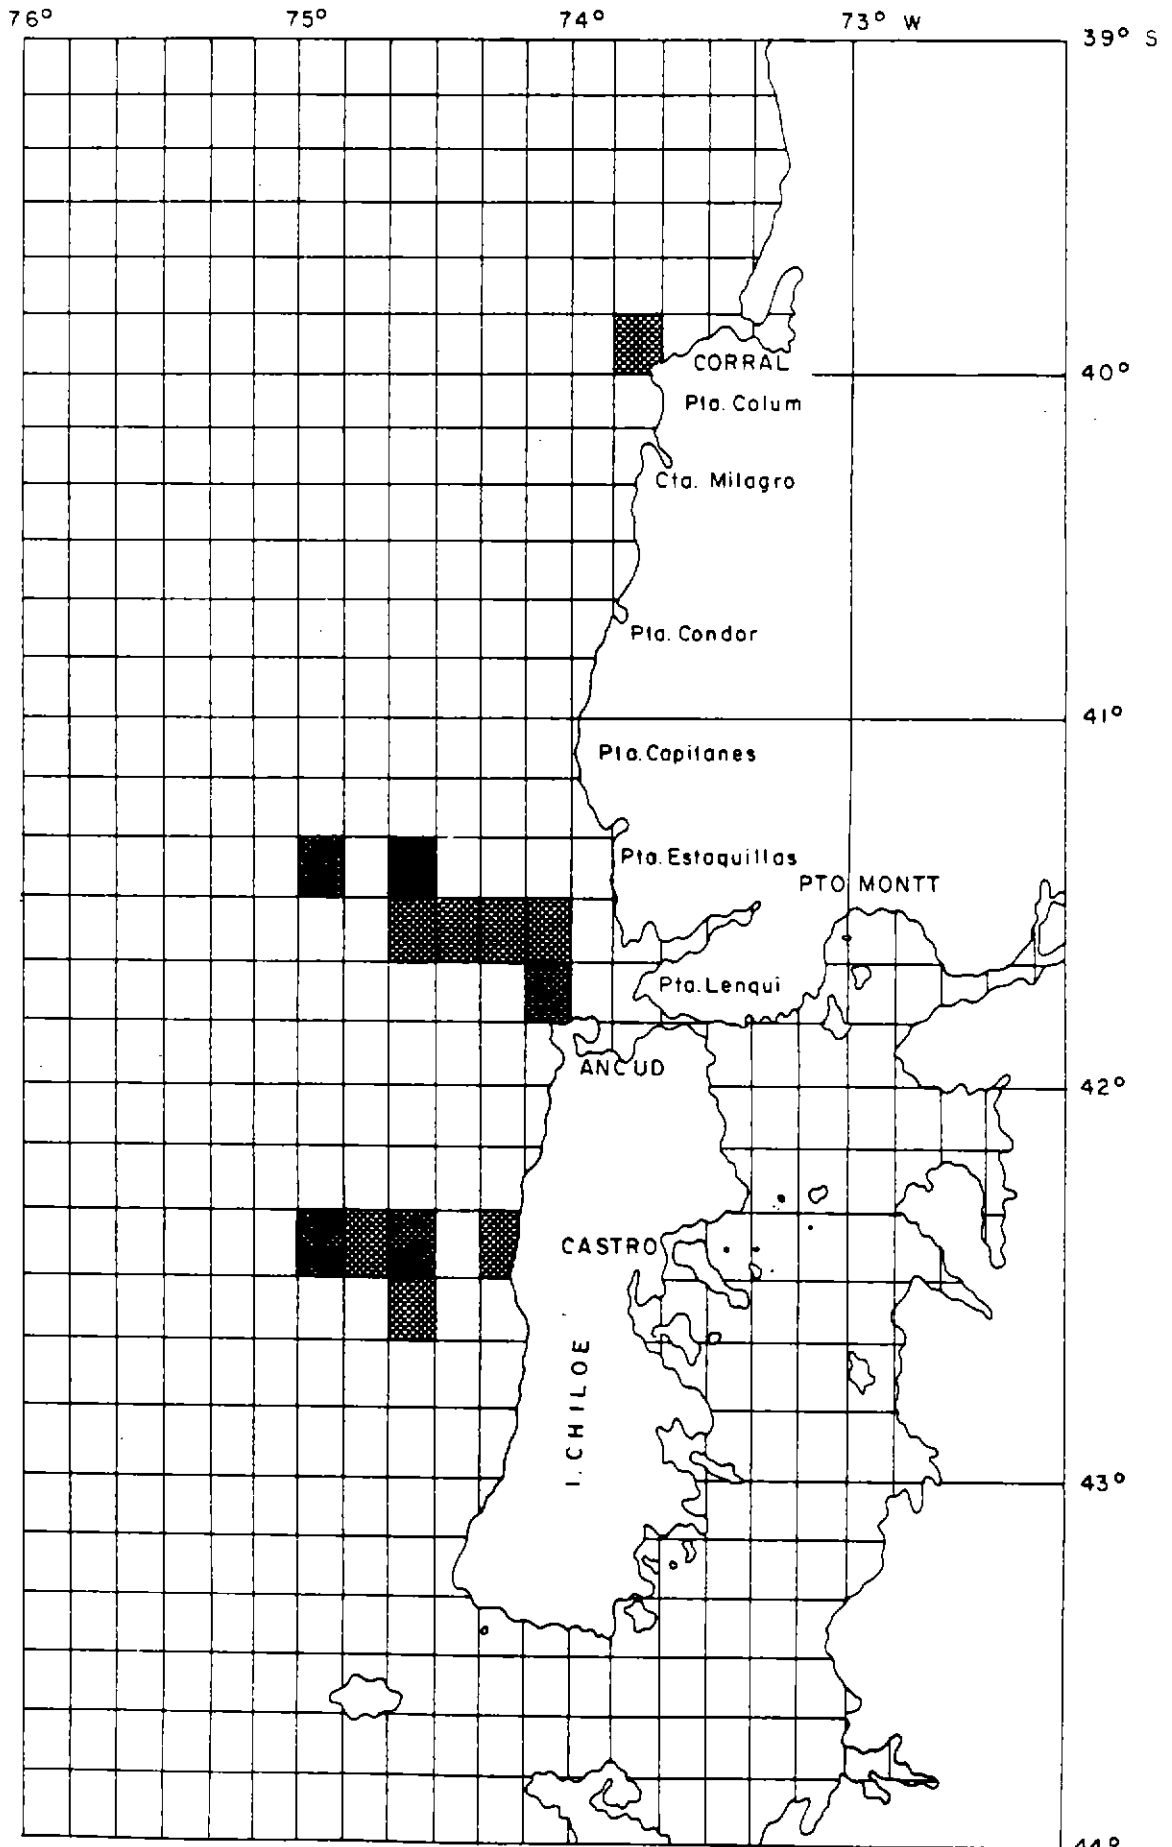 76° 75° 74° 73° W
39° S
CORRAL
40°
Pta. Colum
Cta. Milagro
Pta. Condor
41°
Pta. Capitanes
Pta. Estaquillas
PTO MONTT
Pta. Lenqui
ANCUD
42°
CASTRO
I. CHILOE
43°
44°